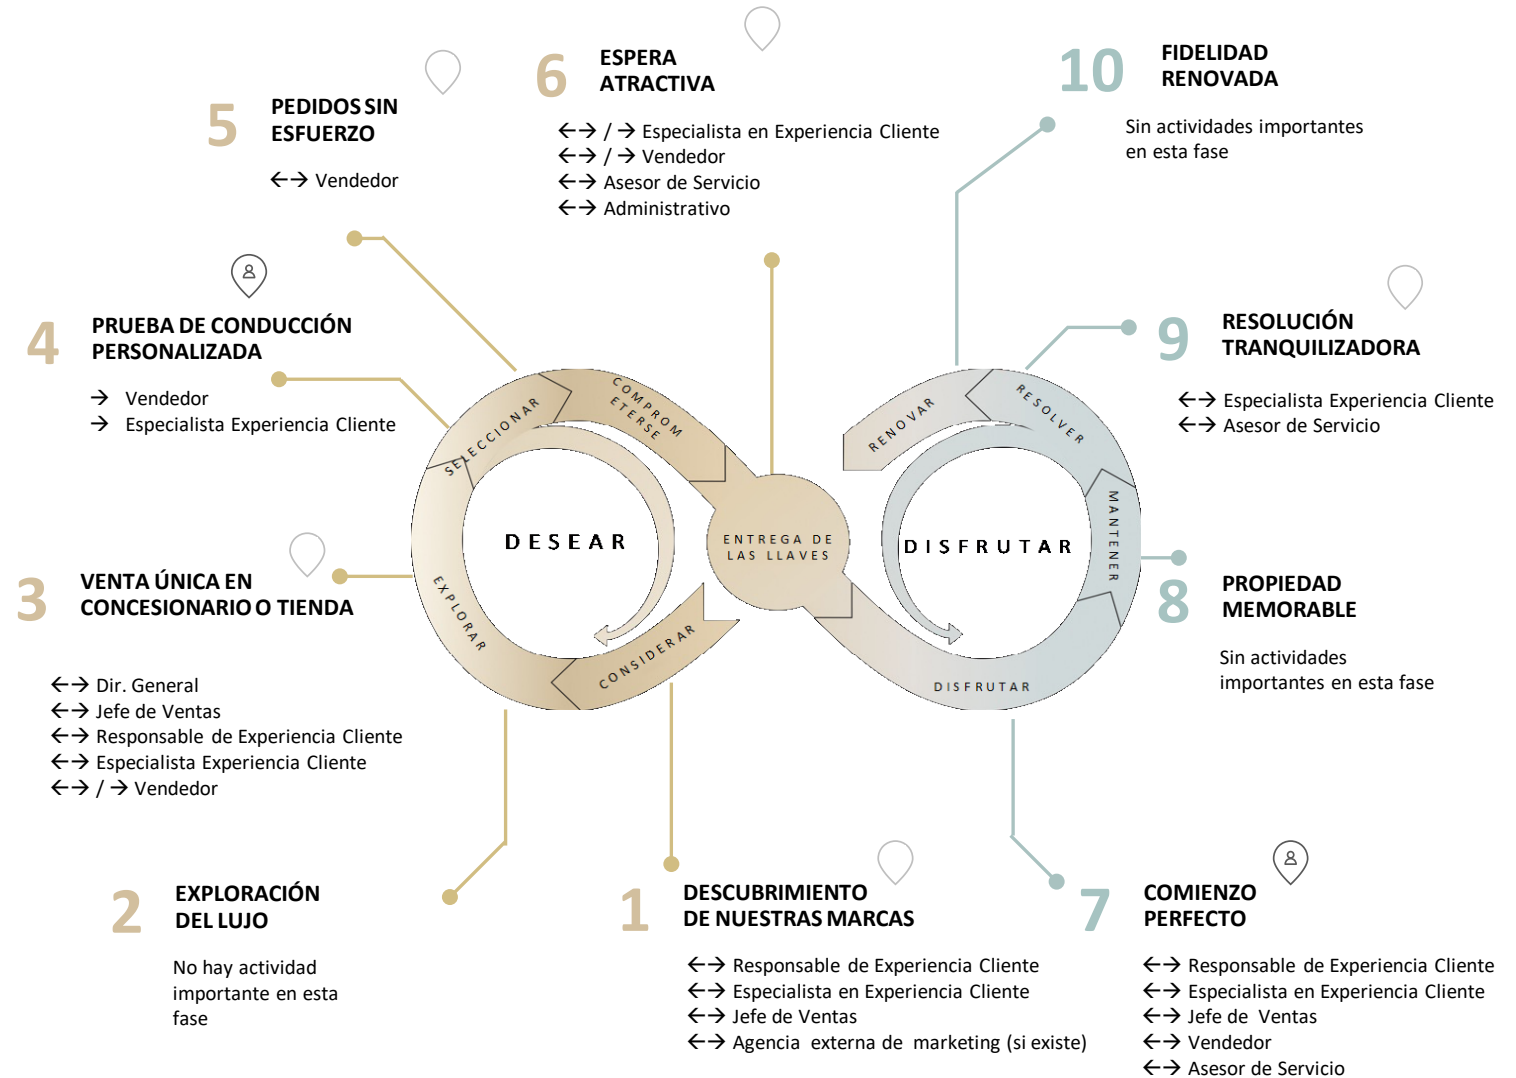 1
DESCUBRIMIENTO
DE NUESTRAS MARCAS
←→ Responsable de Experiencia Cliente
←→ Especialista en Experiencia Cliente
←→ Jefe de Ventas
←→ Agencia externa de marketing (si existe)
2
EXPLORACIÓN
DEL LUJO
No hay actividad
importante en esta
fase
3
VENTA ÚNICA EN
CONCESIONARIO O TIENDA
←→ Dir. General
←→ Jefe de Ventas
←→ Responsable de Experiencia Cliente
←→ Especialista Experiencia Cliente
←→ / → Vendedor
4
PRUEBA DE CONDUCCIÓN
PERSONALIZADA
→ Vendedor
→ Especialista Experiencia Cliente
5
PEDIDOS SIN
ESFUERZO
←→ Vendedor
6
ESPERA
ATRACTIVA
←→ / → Especialista en Experiencia Cliente
←→ / → Vendedor
←→ Asesor de Servicio
←→ Administrativo
7
COMIENZO
PERFECTO
←→ Responsable de Experiencia Cliente
←→ Especialista en Experiencia Cliente
←→ Jefe de Ventas
←→ Vendedor
←→ Asesor de Servicio
8
PROPIEDAD
MEMORABLE
Sin actividades
importantes en esta fase
9
RESOLUCIÓN
TRANQUILIZADORA
←→ Especialista Experiencia Cliente
←→ Asesor de Servicio
10
FIDELIDAD
RENOVADA
Sin actividades importantes
en esta fase
DESEAR
CONSIDERAR
EXPLORAR
SELECCIONAR
COMPROM
ETERSE
ENTREGA DE
LAS LLAVES
DISFRUTAR
DISFRUTAR
MANTENER
RESOLVER
RENOVAR